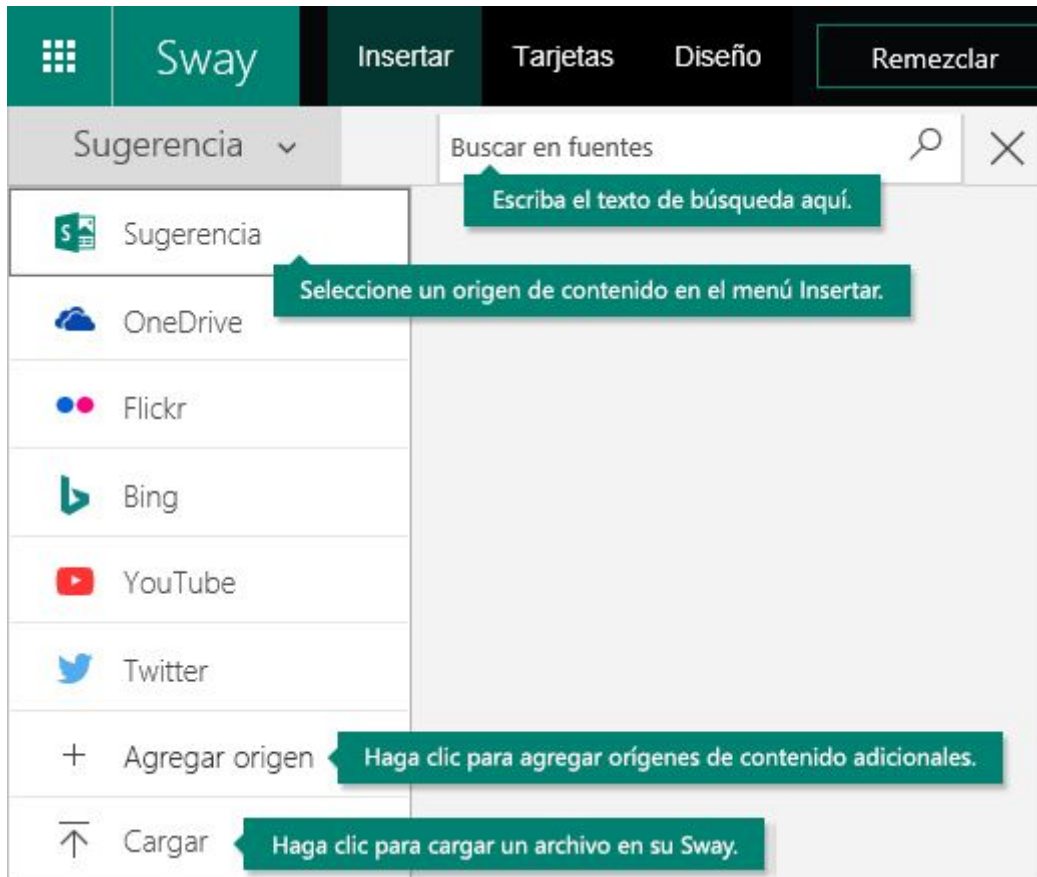 Sway Insertar Tarjetas Diseño Remezclar
Sugerencia Buscar en fuentes
Escriba el texto de búsqueda aquí.
S Sugerencia
Seleccione un origen de contenido en el menú Insertar.
OneDrive
Flickr
Bing
YouTube
Twitter
Agregar origen Haga clic para agregar orígenes de contenido adicionales.
Cargar Haga clic para cargar un archivo en su Sway.